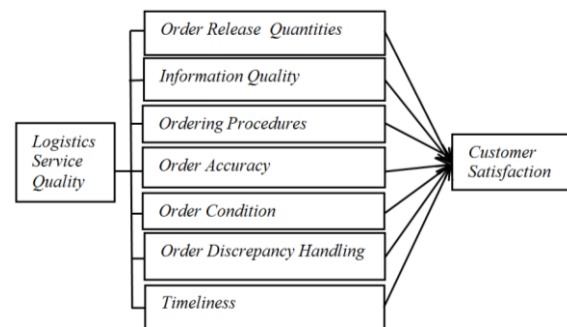 Order Release Quantities
Information Quality
Ordering Procedures
Logistics
Service
Quality
Order Accuracy
Customer
Satisfaction
Order Condition
Order Discrepancy Handling
Timeliness